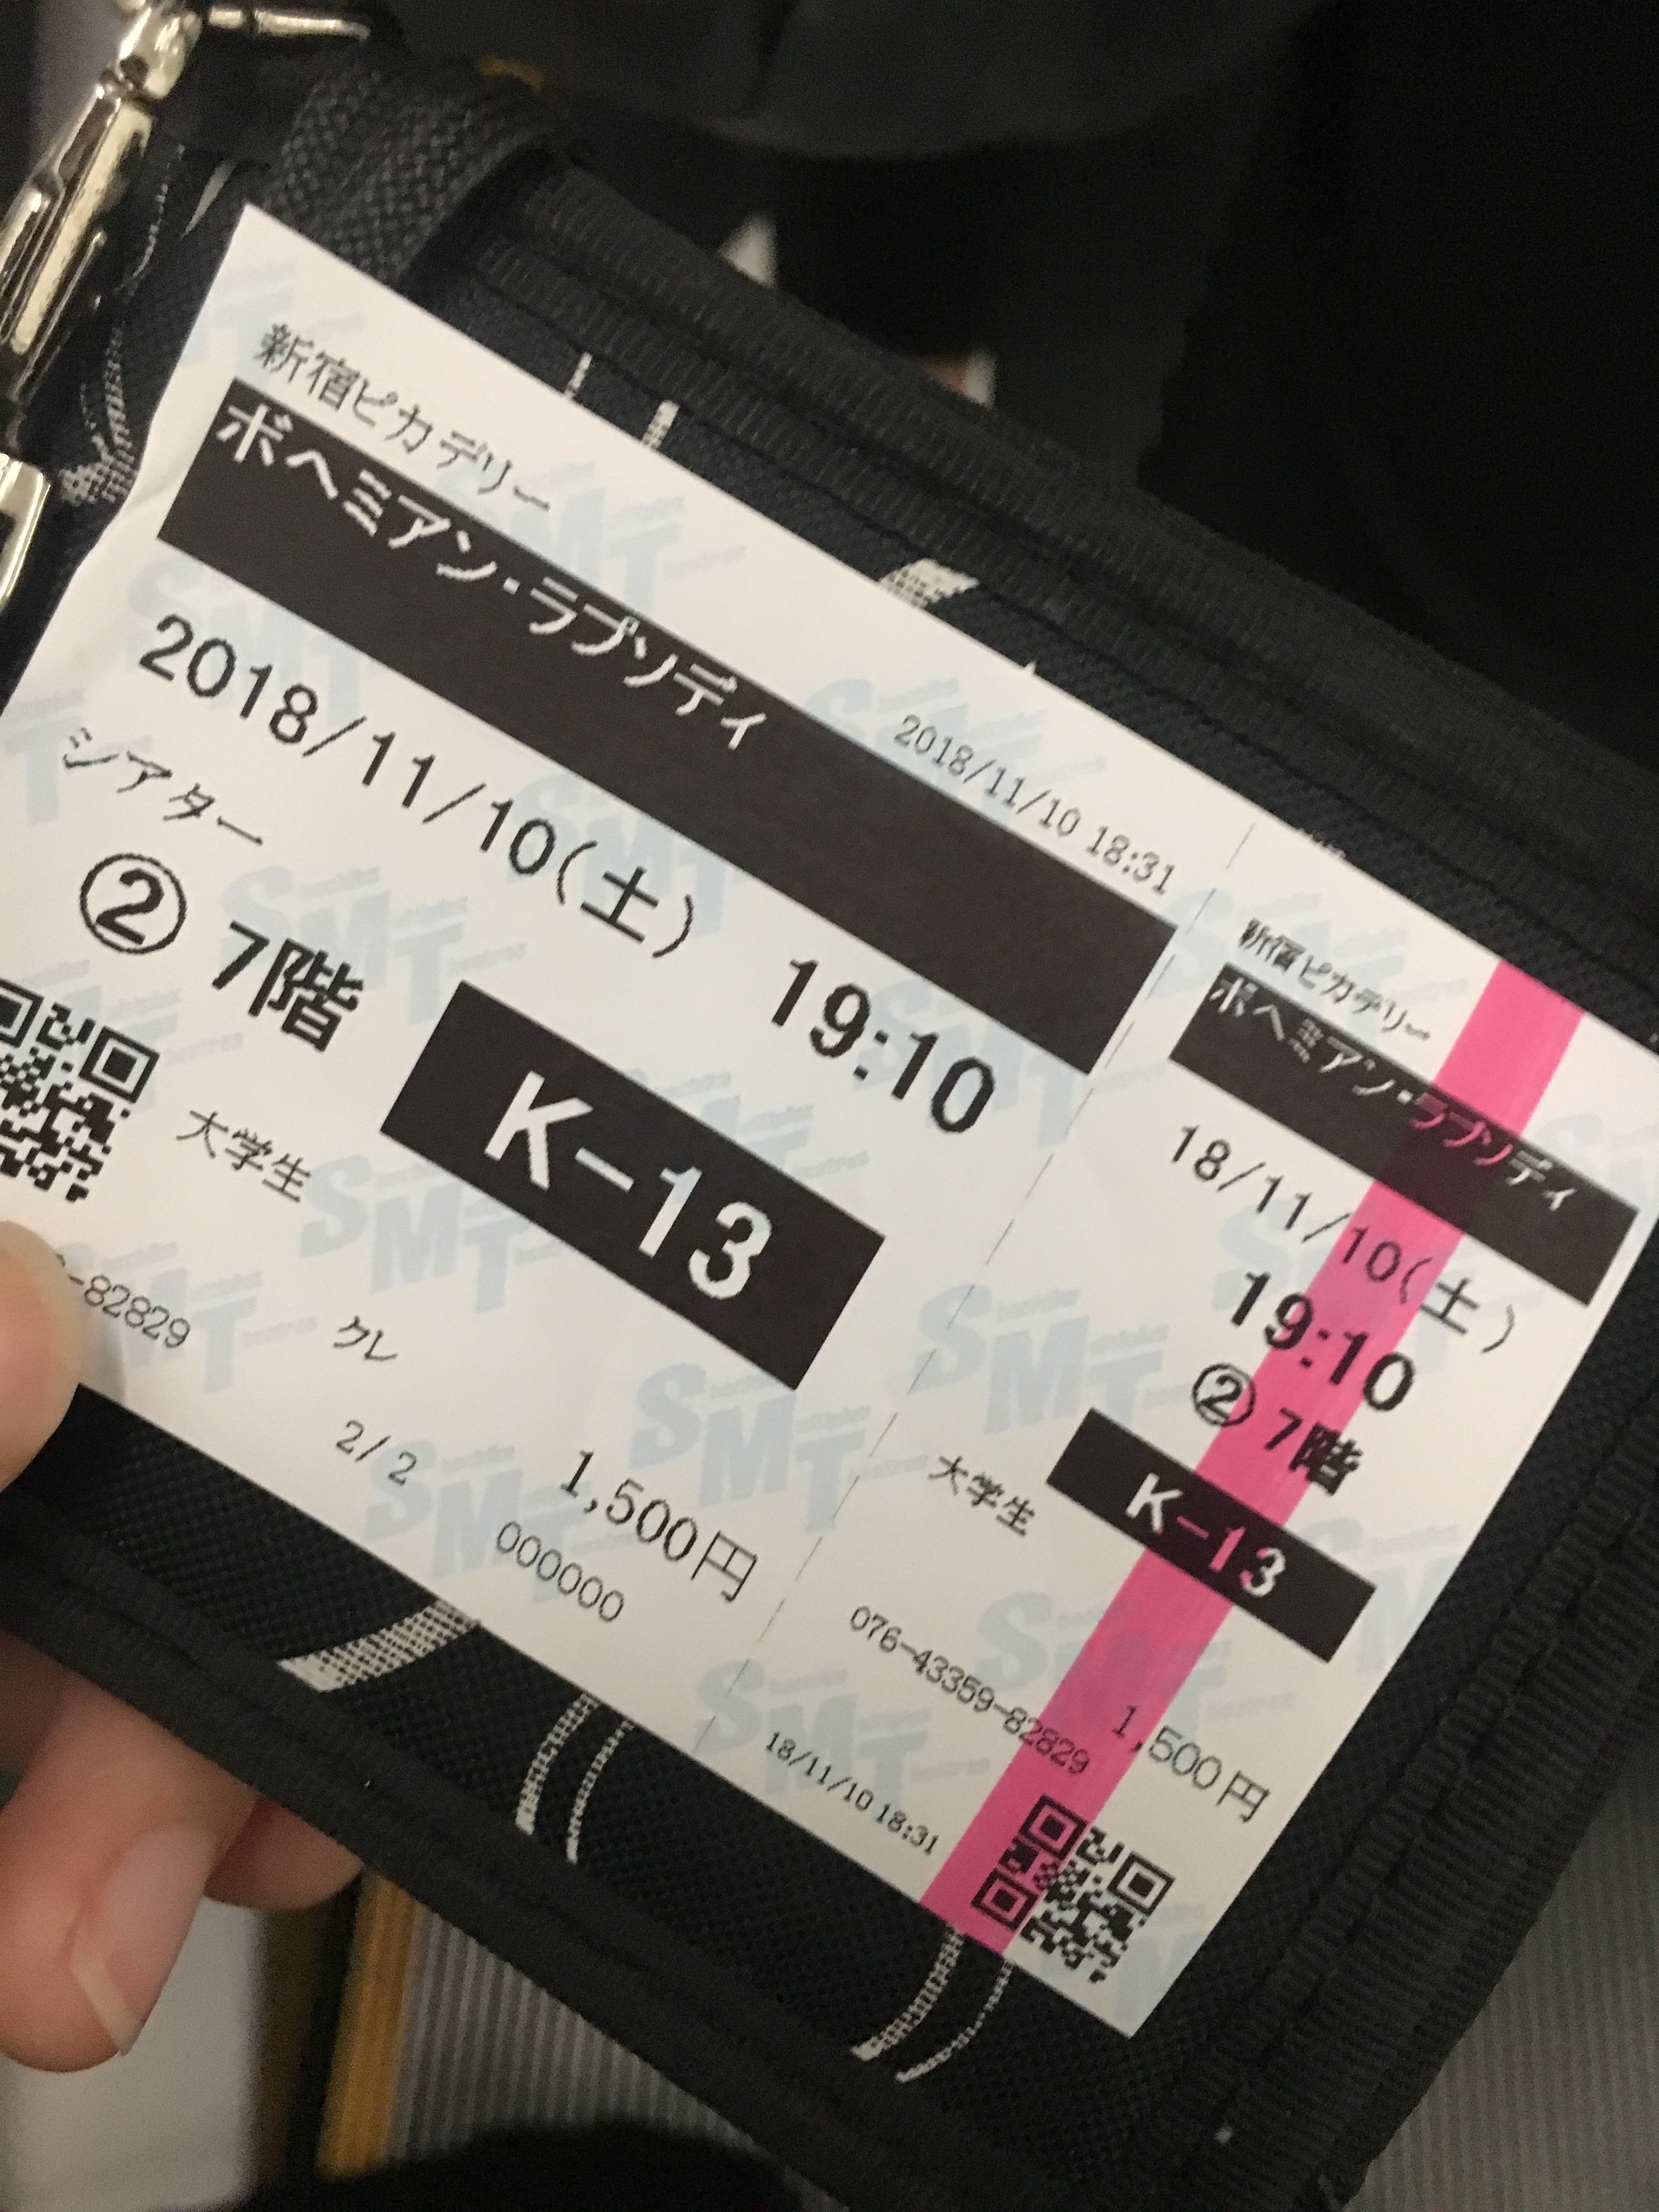 新宿ピカデリー
2018/11/10 18:31
ボヘミアン・ラプソディ
2018/11/10(土) 19:10
シアター
② 7階
K-13
大学生
-82829
クレ
2/2
1,500円
000000
新宿ピカデリー
ボヘミアン・ラプソディ
18/11/10(土)
19:10
② 7階
大学生
K-13
076-43359-82829
1,500円
18/11/10 18:31
SMT